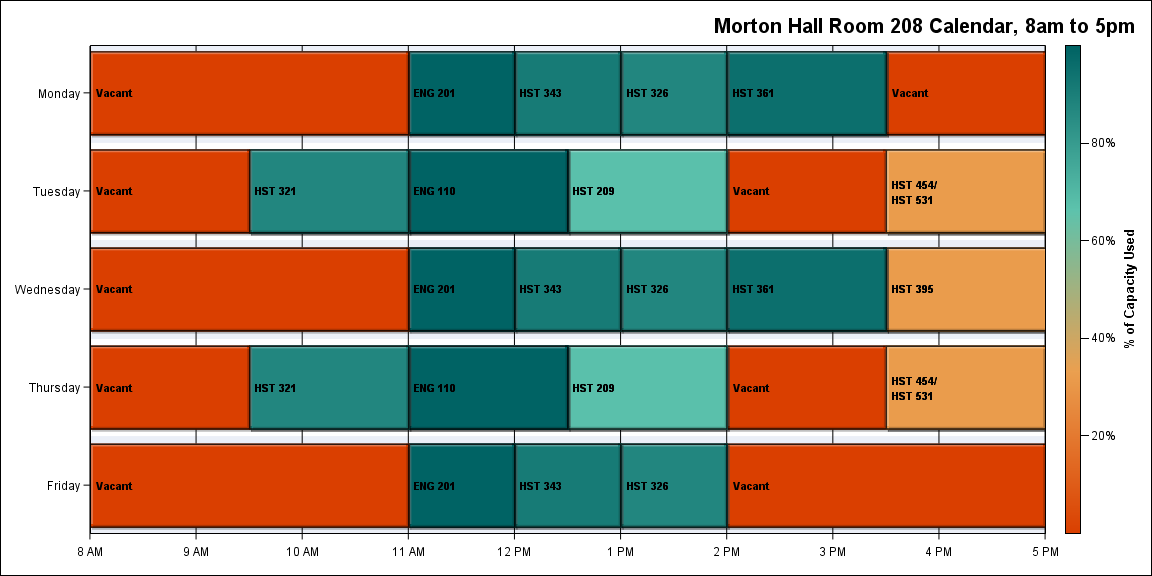 Morton Hall Room 208 Calendar, 8am to 5pm
Monday
Vacant
ENG 201
HST 343
HST 326
HST 361
Vacant
Tuesday
Vacant
HST 321
ENG 110
HST 209
Vacant
HST 454/
HST 531
Wednesday
Vacant
ENG 201
HST 343
HST 326
HST 361
HST 395
Thursday
Vacant
HST 321
ENG 110
HST 209
Vacant
HST 454/
HST 531
Friday
Vacant
ENG 201
HST 343
HST 326
Vacant
8 AM
9 AM
10 AM
11 AM
12 PM
1 PM
2 PM
3 PM
4 PM
5 PM
80%
60%
40%
20%
% of Capacity Used